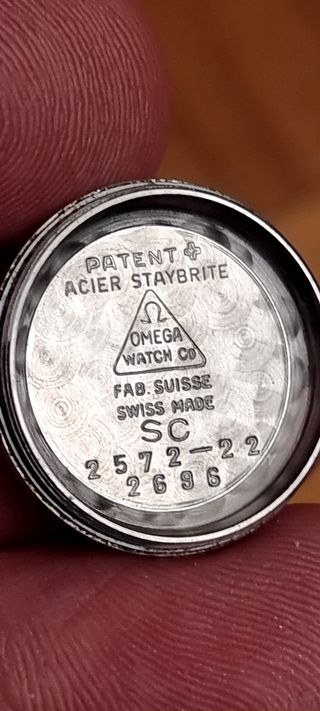 PATENT ✚
ACIER STAYBRITE
Ω
OMEGA
WATCH CO
FAB. SUISSE
SWISS MADE
SC
2572-22
2696